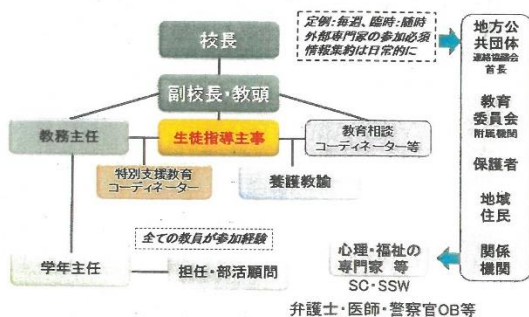 校長
定例:毎週、臨時:随時
外部専門家の参加必須
情報集約は日常的に
地方公
共団体
連絡協議会
首長
副校長・教頭
教務主任
生徒指導主事
教育相談
コーディネーター等
教育
委員会
附属機関
特別支援教育
コーディネーター
養護教諭
保護者
地域
住民
全ての教員が参加経験
学年主任
担任・部活顧問
心理・福祉の
専門家 等
関係
機関
SC・SSW
弁護士・医師・警察官OB等